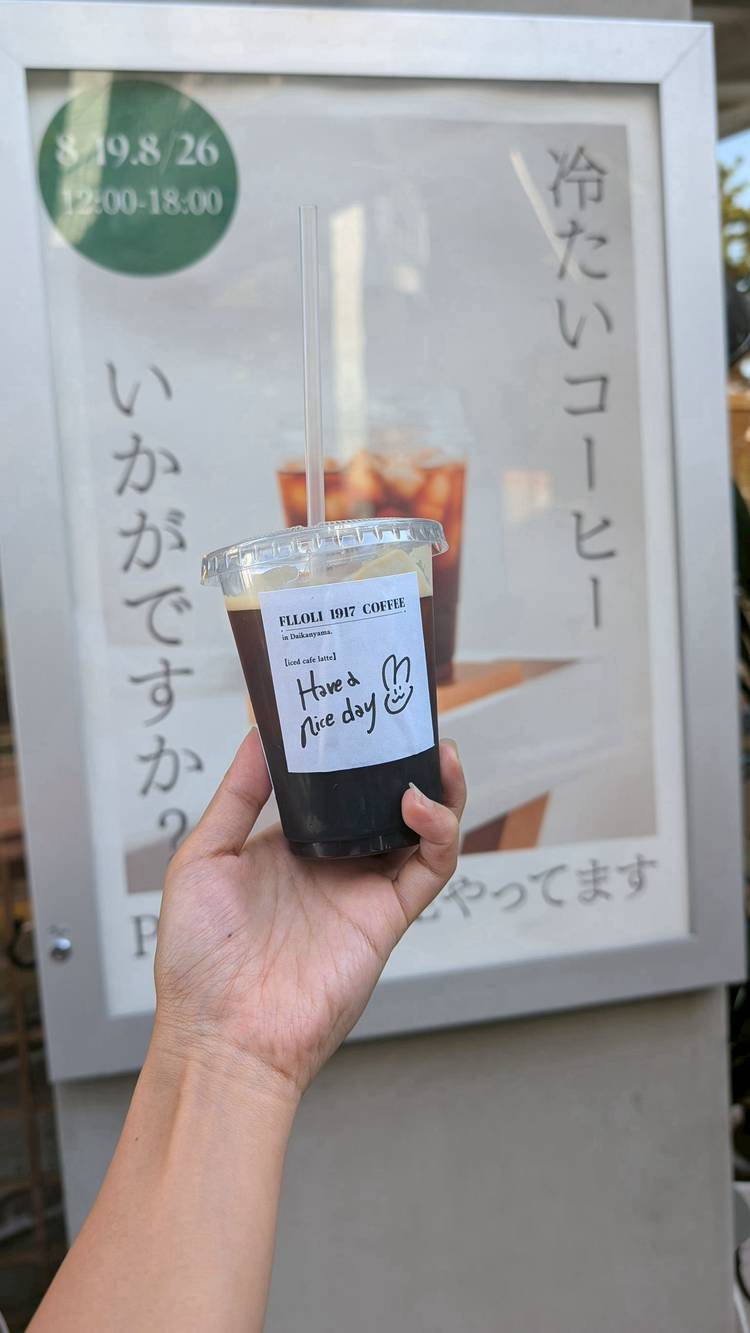 8/19.8/26
12:00-18:00
冷たいコーヒー
いかがですか?
やってます
FLLOLI 1917 COFFEE
in Daikanyama.
【iced cafe latte】
Have a
nice day